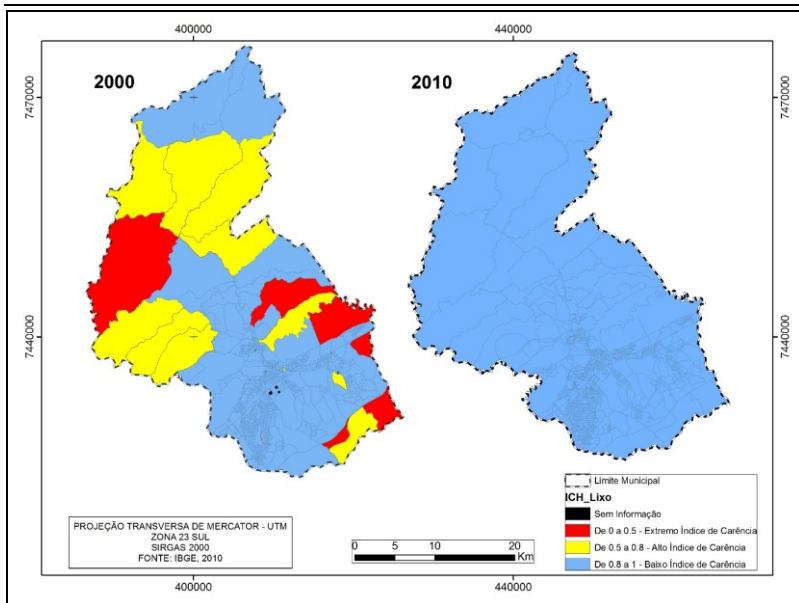 400000
440000
2000
2010
7470000
7470000
7440000
7440000
Limite Municipal
ICH_Lixo
Sem Informação
De 0 a 0.5 - Extremo Índice de Carência
De 0.5 a 0.8 - Alto Índice de Carência
De 0.8 a 1 - Baixo Índice de Carência
PROJEÇÃO TRANSVERSA DE MERCATOR - UTM
ZONA 23 SUL
SIRGAS 2000
FONTE: IBGE, 2010
0 5 10 20
Km
400000
440000